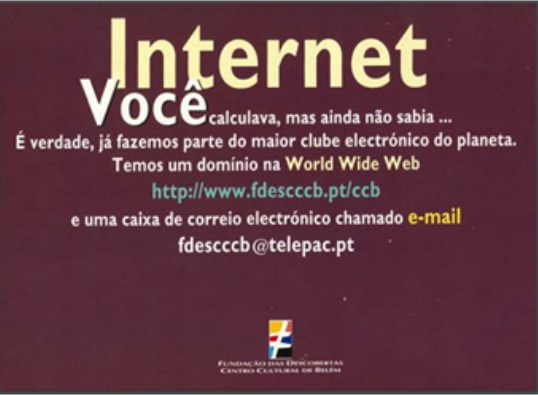 Internet
Você calculava, mas ainda não sabia ...
É verdade, já fazemos parte do maior clube electrónico do planeta.
Temos um domínio na World Wide Web
http://www.fdescccb.pt/ccb
e uma caixa de correio electrónico chamado e-mail
fdescccb@telepac.pt
FUNDAÇÃO DAS DESCOBERTAS
CENTRO CULTURAL DE BELÉM